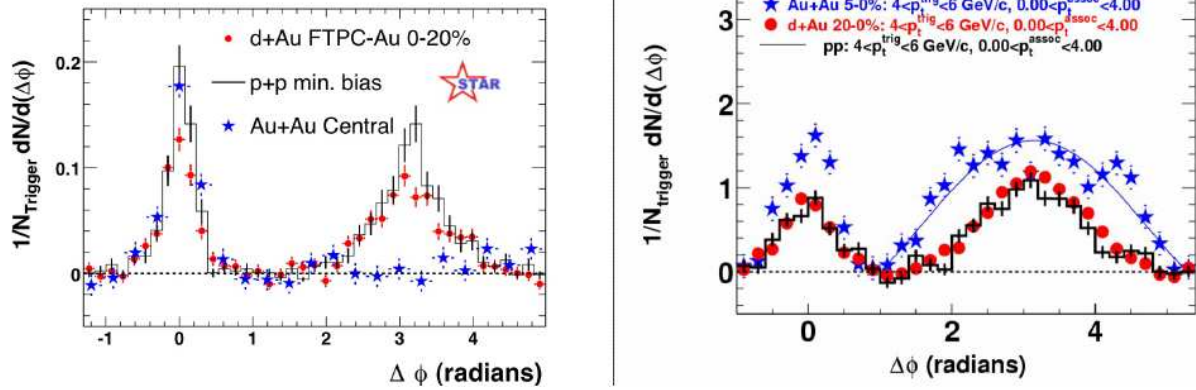 d+Au FTPC-Au 0-20%
p+p min. bias
STAR
Au+Au Central
1/N_Trigger dN/d(Δφ)
0.2
0.1
0
-1 0 1 2 3 4
Δ φ (radians)
Au+Au 5-0%: 4<p_t^trig<6 GeV/c, 0.00<p_t^assoc<4.00
d+Au 20-0%: 4<p_t^trig<6 GeV/c, 0.00<p_t^assoc<4.00
pp: 4<p_t^trig<6 GeV/c, 0.00<p_t^assoc<4.00
1/N_Trigger dN/d(Δφ)
3
2
1
0
0 2 4
Δφ (radians)